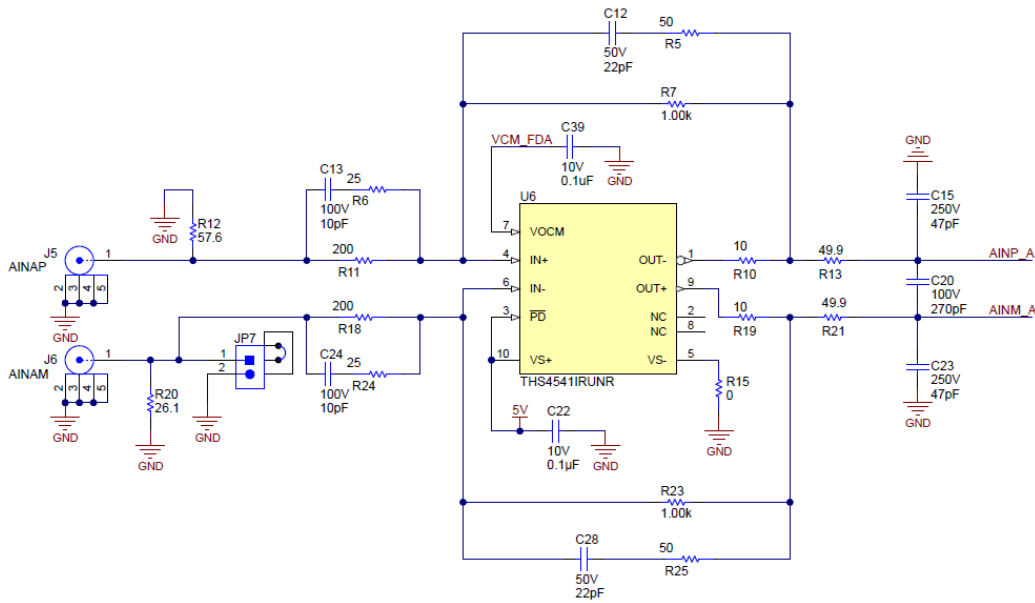 C12
50V
22pF
50
R5
R7
1.00k
VCM_FDA
C39
10V
0.1uF
GND
GND
C15
250V
47pF
C13
100V
10pF
25
R6
U6
GND
R12
57.6
7
VOCM
J5
1
AINAP
2
3
4
5
GND
200
R11
4
IN+
OUT-
1
10
R10
49.9
R13
AINP_A
C20
100V
270pF
6
IN-
OUT+
9
10
R19
49.9
R21
AINM_A
200
R18
3
PD
NC
2
NC
8
J6
1
AINAM
2
3
4
5
GND
JP7
1
2
C24
100V
10pF
25
R24
10
VS+
VS-
5
THS4541IRUNR
R15
0
C23
250V
47pF
R20
26.1
GND
GND
5V
C22
10V
0.1µF
GND
GND
GND
R23
1.00k
C28
50V
22pF
50
R25